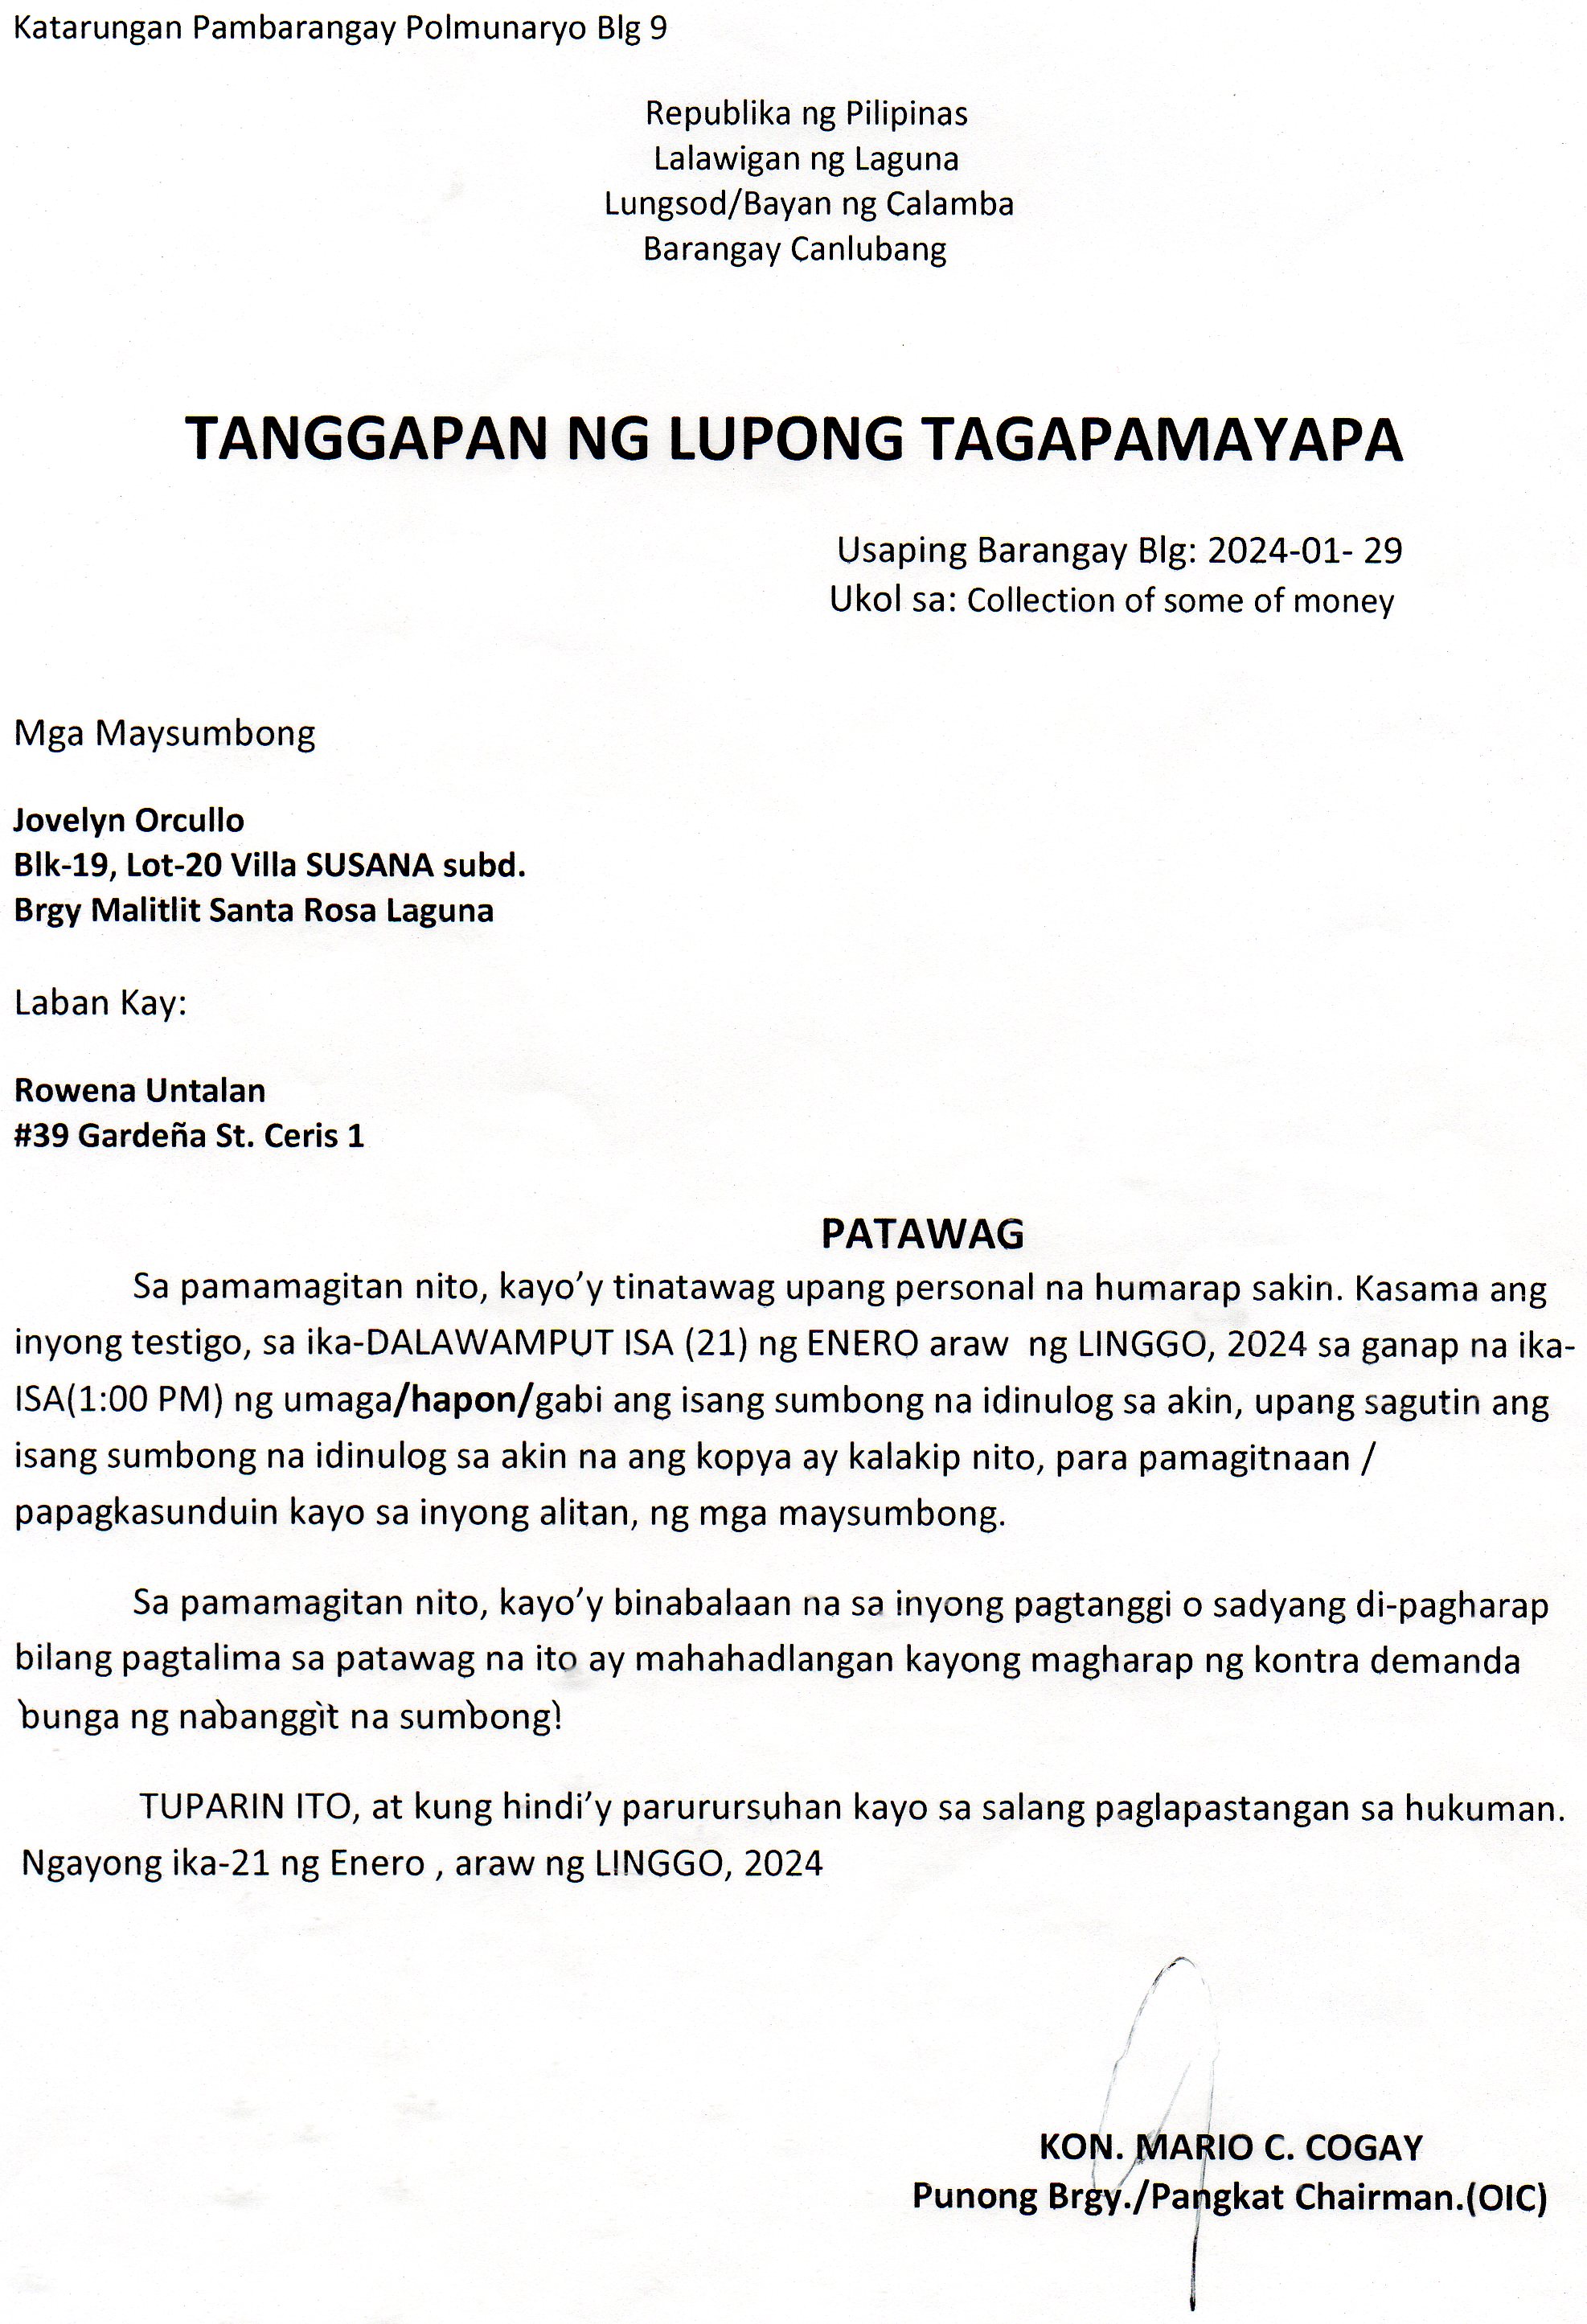 Katarungan Pambarangay Polmunaryo Blg 9
Republika ng Pilipinas
Lalawigan ng Laguna
Lungsod/Bayan ng Calamba
Barangay Canlubang
TANGGAPAN NG LUPONG TAGAPAMAYAPA
Usaping Barangay Blg: 2024-01- 29
Ukol sa: Collection of some of money
Mga Maysumbong
Jovelyn Orcullo
Blk-19, Lot-20 Villa SUSANA subd.
Brgy Malitlit Santa Rosa Laguna
Laban Kay:
Rowena Untalan
#39 Gardeña St. Ceris 1
PATAWAG
Sa pamamagitan nito, kayo’y tinatawag upang personal na humarap sakin. Kasama ang
inyong testigo, sa ika-DALAWAMPUT ISA (21) ng ENERO araw  ng LINGGO, 2024 sa ganap na ika-
ISA(1:00 PM) ng umaga/hapon/gabi ang isang sumbong na idinulog sa akin, upang sagutin ang
isang sumbong na idinulog sa akin na ang kopya ay kalakip nito, para pamagitnaan /
papagkasunduin kayo sa inyong alitan, ng mga maysumbong.
Sa pamamagitan nito, kayo’y binabalaan na sa inyong pagtanggi o sadyang di-pagharap
bilang pagtalima sa patawag na ito ay mahahadlangan kayong magharap ng kontra demanda
bunga ng nabanggit na sumbong!
TUPARIN ITO, at kung hindi’y parurursuhan kayo sa salang paglapastangan sa hukuman.
Ngayong ika-21 ng Enero , araw ng LINGGO, 2024
KON. MARIO C. COGAY
Punong Brgy./Pangkat Chairman.(OIC)